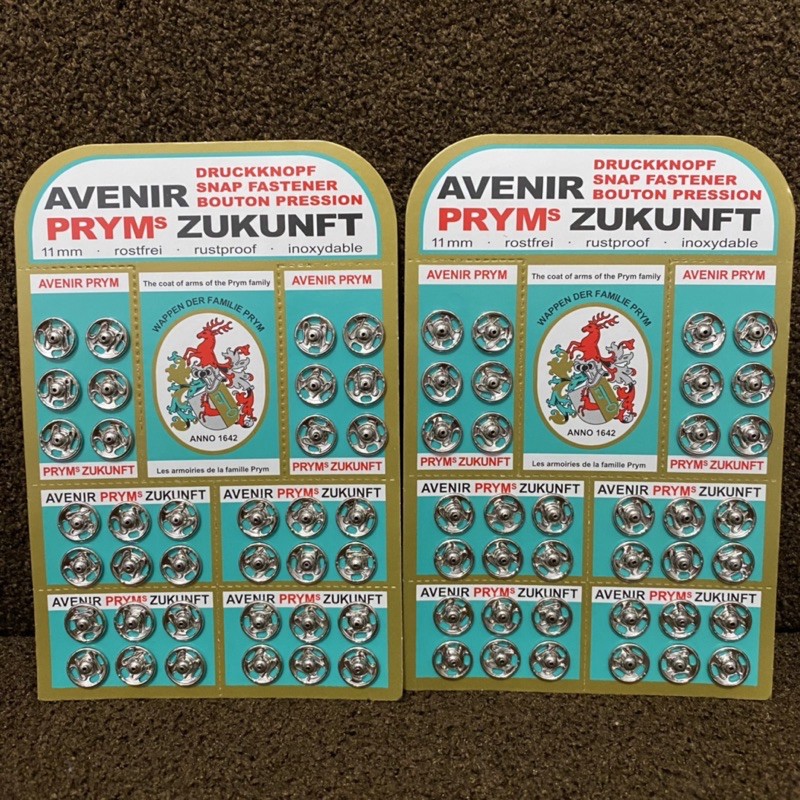 DRUCKKNOPF
SNAP FASTENER
AVENIR BOUTON PRESSION
PRYMS ZUKUNFT
11mm · rostfrei · rustproof · inoxydable
AVENIR PRYM
The coat of arms of the Prym family
AVENIR PRYM
WAPPEN DER FAMILIE PRYM
ANNO 1642
PRYMS ZUKUNFT
Les armoiries de la famille Prym
PRYMS ZUKUNFT
AVENIR PRYMS ZUKUNFT
AVENIR PRYMS ZUKUNFT
AVENIR PRYMS ZUKUNFT
AVENIR PRYMS ZUKUNFT
DRUCKKNOPF
SNAP FASTENER
AVENIR BOUTON PRESSION
PRYMS ZUKUNFT
11mm · rostfrei · rustproof · inoxydable
AVENIR PRYM
The coat of arms of the Prym family
AVENIR PRYM
WAPPEN DER FAMILIE PRYM
ANNO 1642
PRYMS ZUKUNFT
Les armoiries de la famille Prym
PRYMS ZUKUNFT
AVENIR PRYMS ZUKUNFT
AVENIR PRYMS ZUKUNFT
AVENIR PRYMS ZUKUNFT
AVENIR PRYMS ZUKUNFT